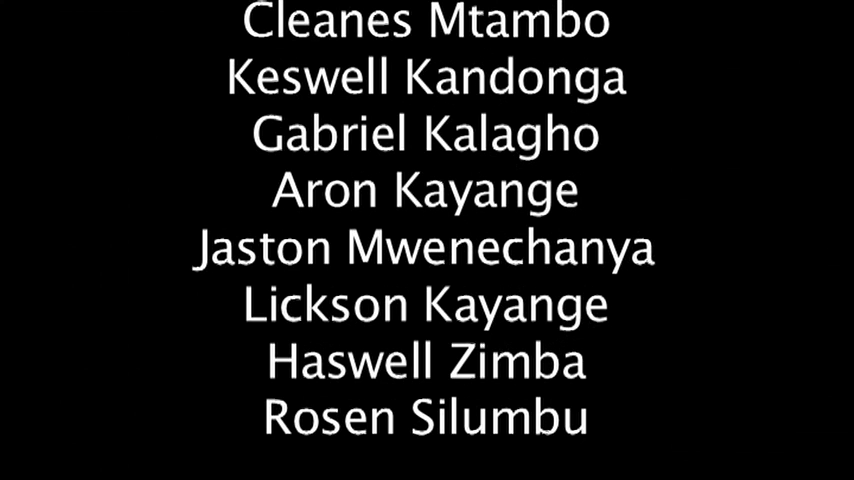 Cleanes Mtambo
Keswell Kandonga
Gabriel Kalagho
Aron Kayange
Jaston Mwenechanya
Lickson Kayange
Haswell Zimba
Rosen Silumbu